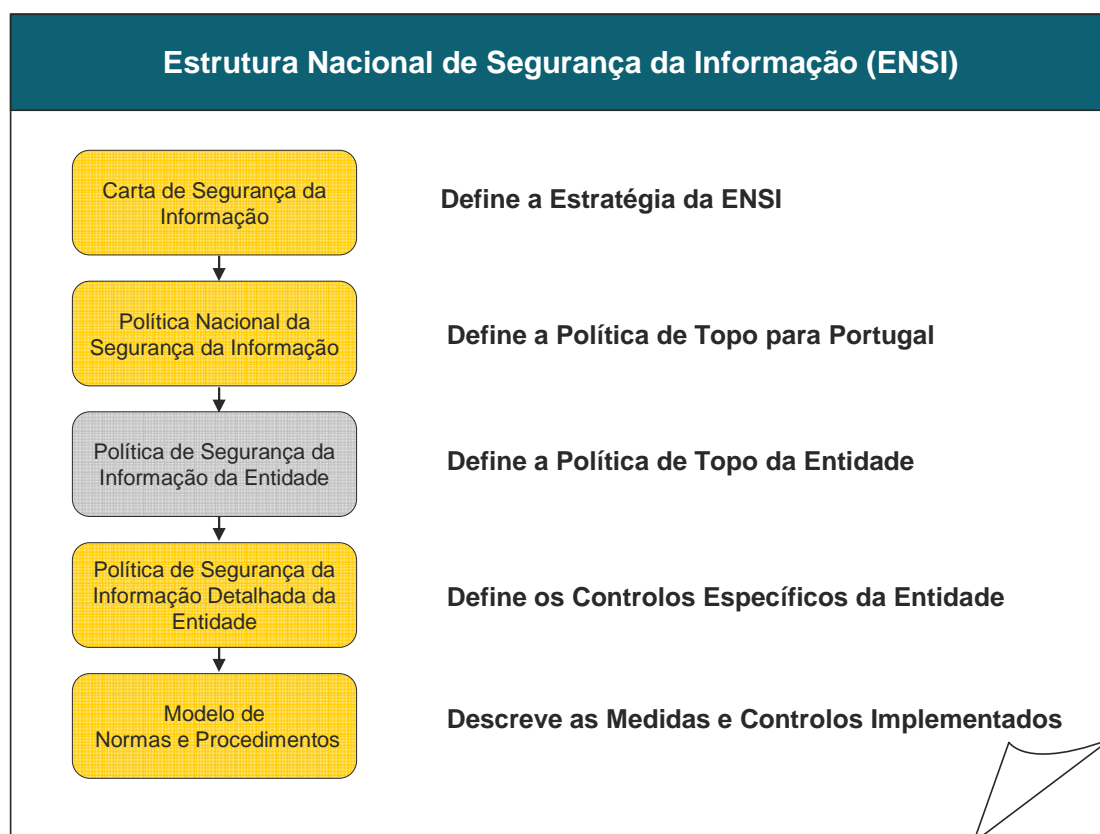 Estrutura Nacional de Segurança da Informação (ENSI)
Carta de Segurança da
Informação
Define a Estratégia da ENSI
Política Nacional da
Segurança da Informação
Define a Política de Topo para Portugal
Política de Segurança da
Informação da Entidade
Define a Política de Topo da Entidade
Política de Segurança da
Informação Detalhada da
Entidade
Define os Controlos Específicos da Entidade
Modelo de
Normas e Procedimentos
Descreve as Medidas e Controlos Implementados